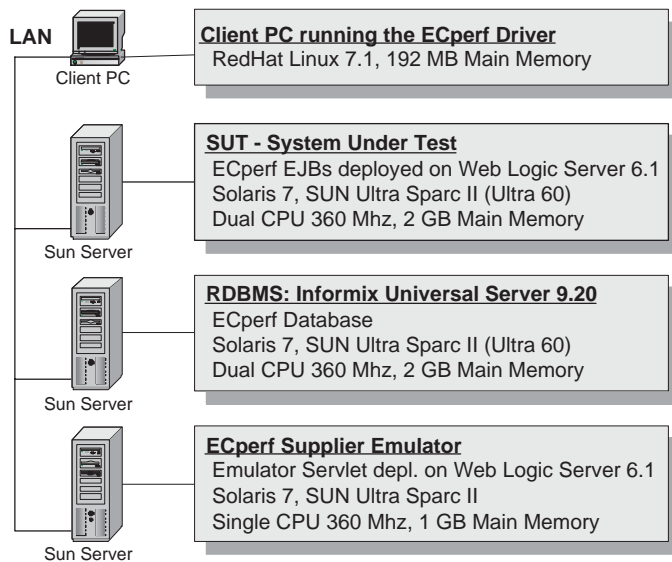 LAN
Client PC
Client PC running the ECperf Driver
RedHat Linux 7.1, 192 MB Main Memory
Sun Server
SUT - System Under Test
ECperf EJBs deployed on Web Logic Server 6.1
Solaris 7, SUN Ultra Sparc II (Ultra 60)
Dual CPU 360 Mhz, 2 GB Main Memory
Sun Server
RDBMS: Informix Universal Server 9.20
ECperf Database
Solaris 7, SUN Ultra Sparc II (Ultra 60)
Dual CPU 360 Mhz, 2 GB Main Memory
Sun Server
ECperf Supplier Emulator
Emulator Servlet depl. on Web Logic Server 6.1
Solaris 7, SUN Ultra Sparc II
Single CPU 360 Mhz, 1 GB Main Memory